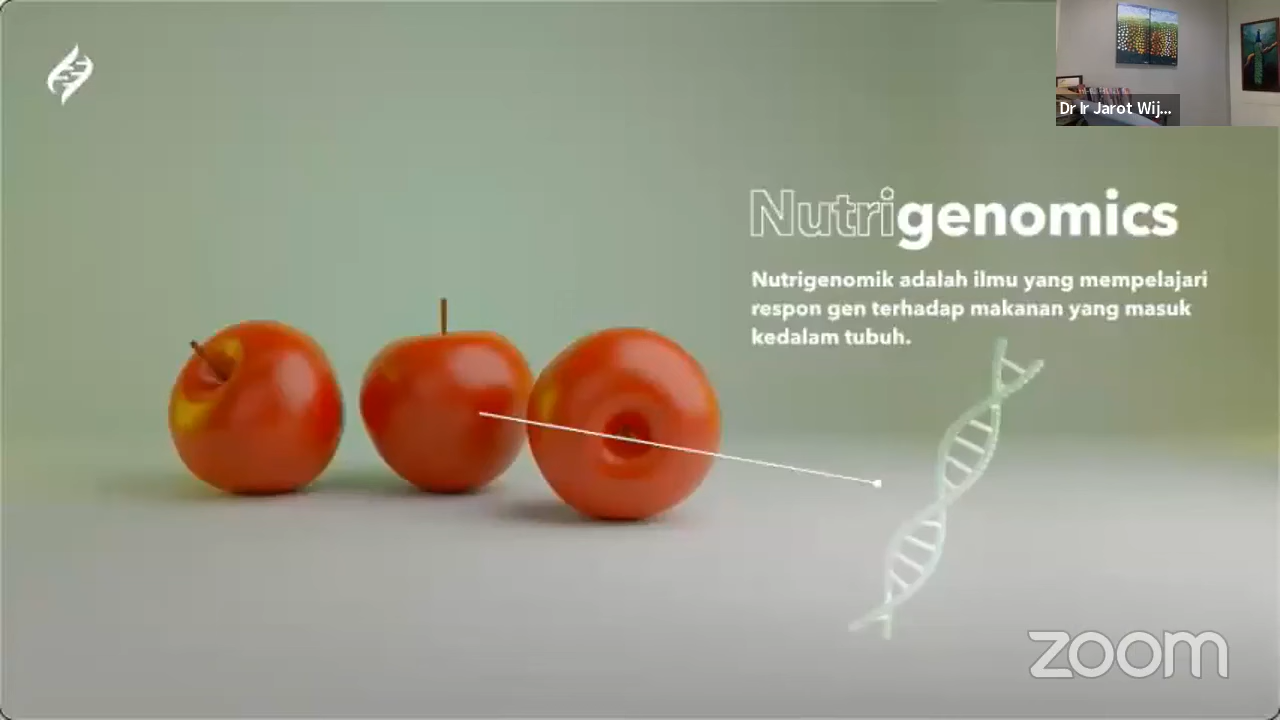 Dr Ir Jarot Wij...
Nutrigenomics
Nutrigenomik adalah ilmu yang mempelajari
respon gen terhadap makanan yang masuk
kedalam tubuh.
zoom